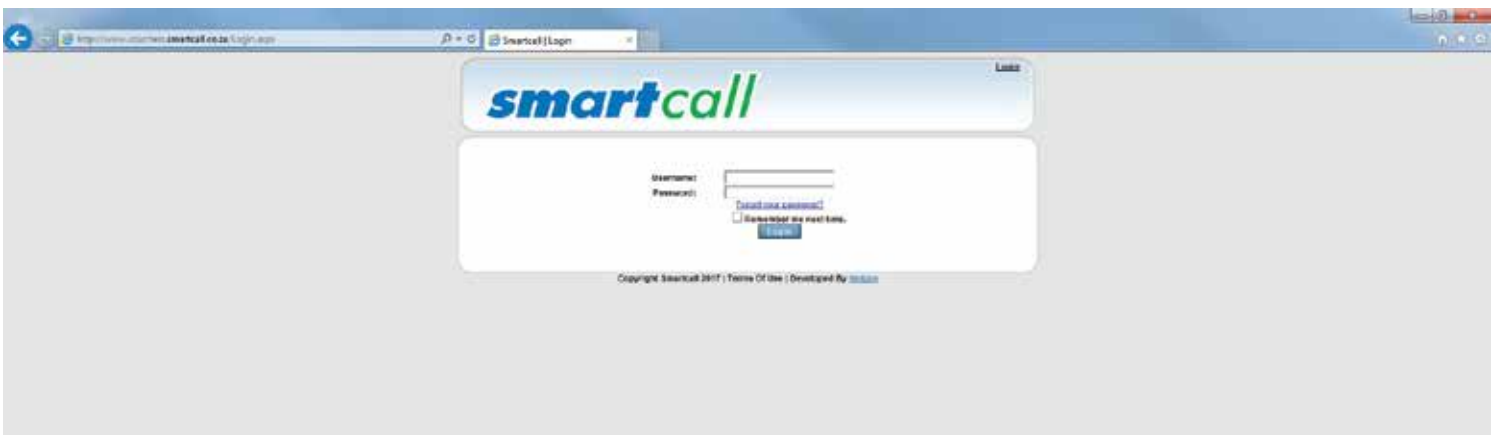 Smartcall | Login
Login
smartcall
Username:
Password:
Forgot your password?
Remember me next time.
Login
Copyright Smartcall 2017 | Terms Of Use | Developed By